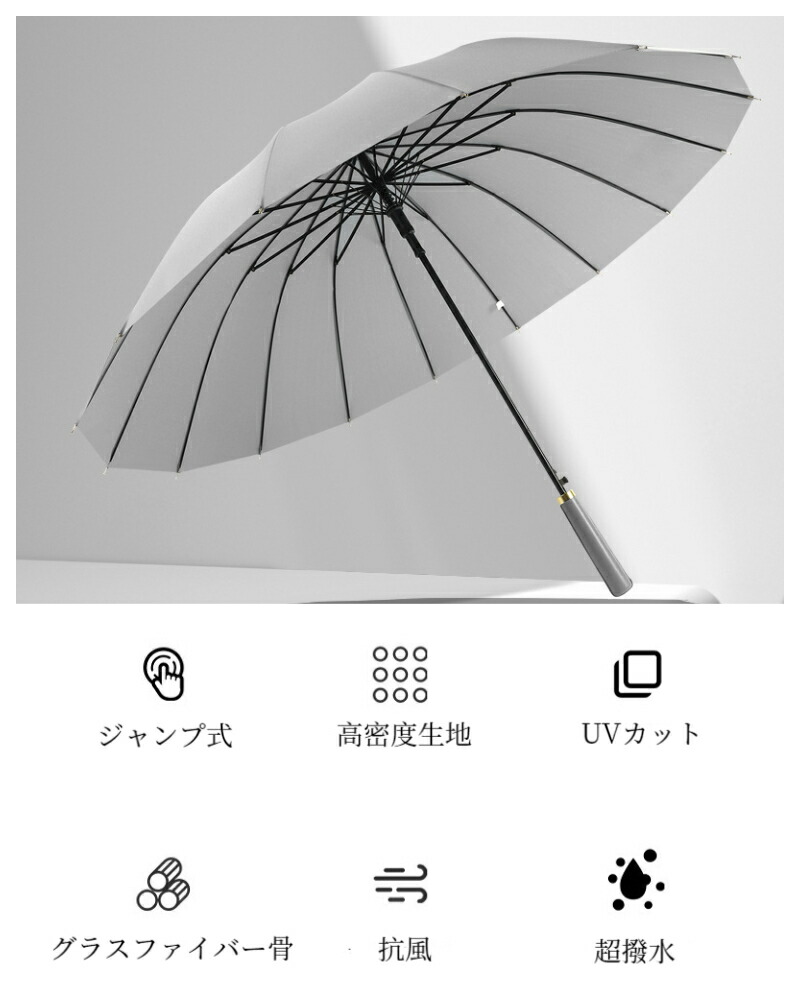 ジャンプ式
高密度生地
UVカット
グラスファイバー骨
抗風
超撥水